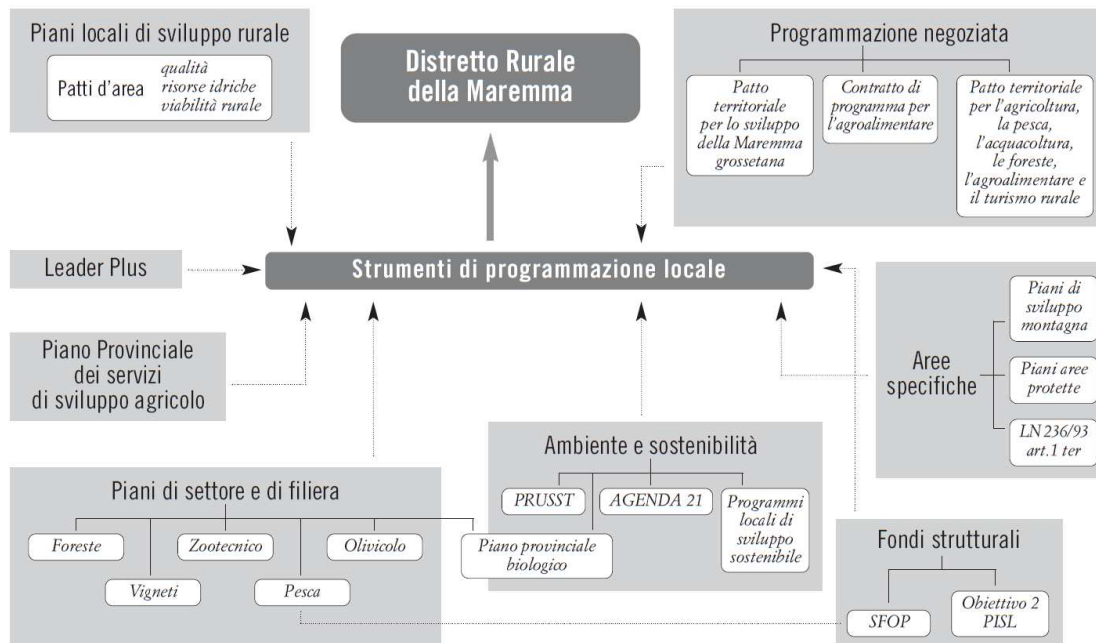 Piani locali di sviluppo rurale
Patti d'area
qualità
risorse idriche
viabilità rurale
Distretto Rurale
della Maremma
Programmazione negoziata
Patto
territoriale
per lo sviluppo
della Maremma
grossetana
Contratto di
programma per
l'agroalimentare
Patto territoriale
per l'agricoltura,
la pesca,
l'acquacoltura,
le foreste,
l'agroalimentare e
il turismo rurale
Leader Plus
Strumenti di programmazione locale
Piano Provinciale
dei servizi
di sviluppo agricolo
Aree
specifiche
Piani di
sviluppo
montagna
Piani aree
protette
LN 236/93
art.1 ter
Ambiente e sostenibilità
PRUSST
AGENDA 21
Programmi
locali di
sviluppo
sostenibile
Piani di settore e di filiera
Foreste
Zootecnico
Olivicolo
Piano provinciale
biologico
Vigneti
Pesca
Fondi strutturali
SFOP
Obiettivo 2
PISL